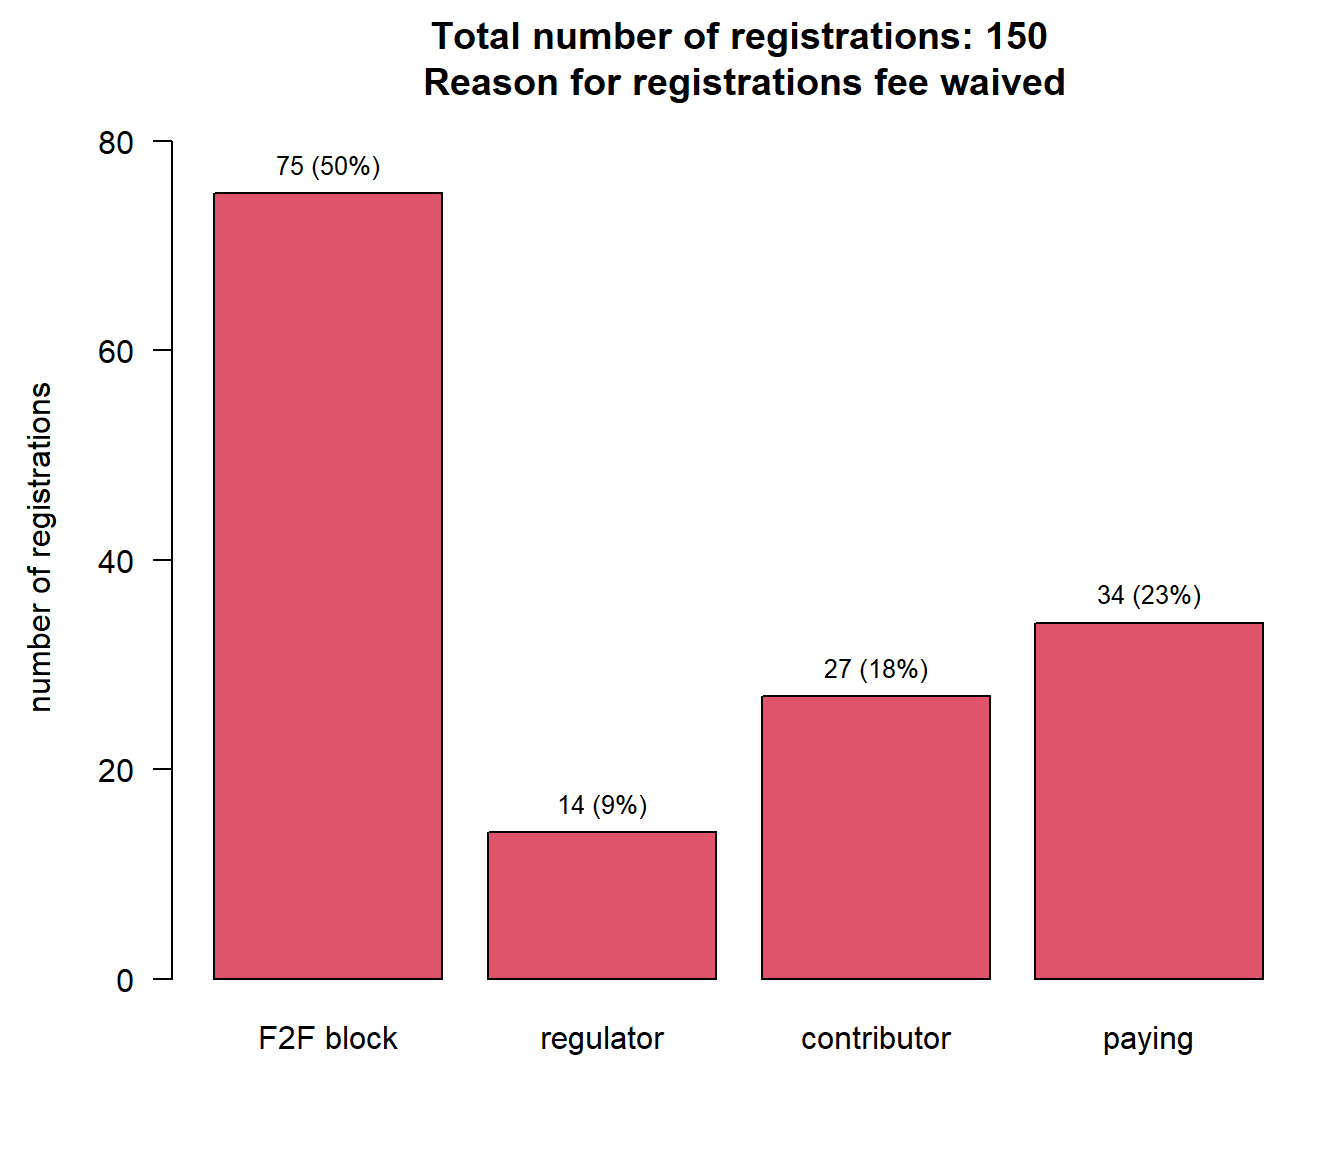 Total number of registrations: 150
Reason for registrations fee waived
number of registrations
80
60
40
20
0
75 (50%)
14 (9%)
27 (18%)
34 (23%)
F2F block
regulator
contributor
paying